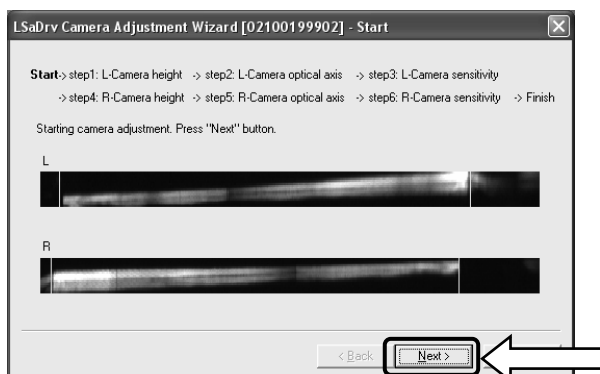 LSaDrv Camera Adjustment Wizard [02100199902] - Start
Start-> step1: L-Camera height -> step2: L-Camera optical axis -> step3: L-Camera sensitivity
-> step4: R-Camera height -> step5: R-Camera optical axis -> step6: R-Camera sensitivity -> Finish
Starting camera adjustment. Press "Next" button.
L
R
< Back Next >